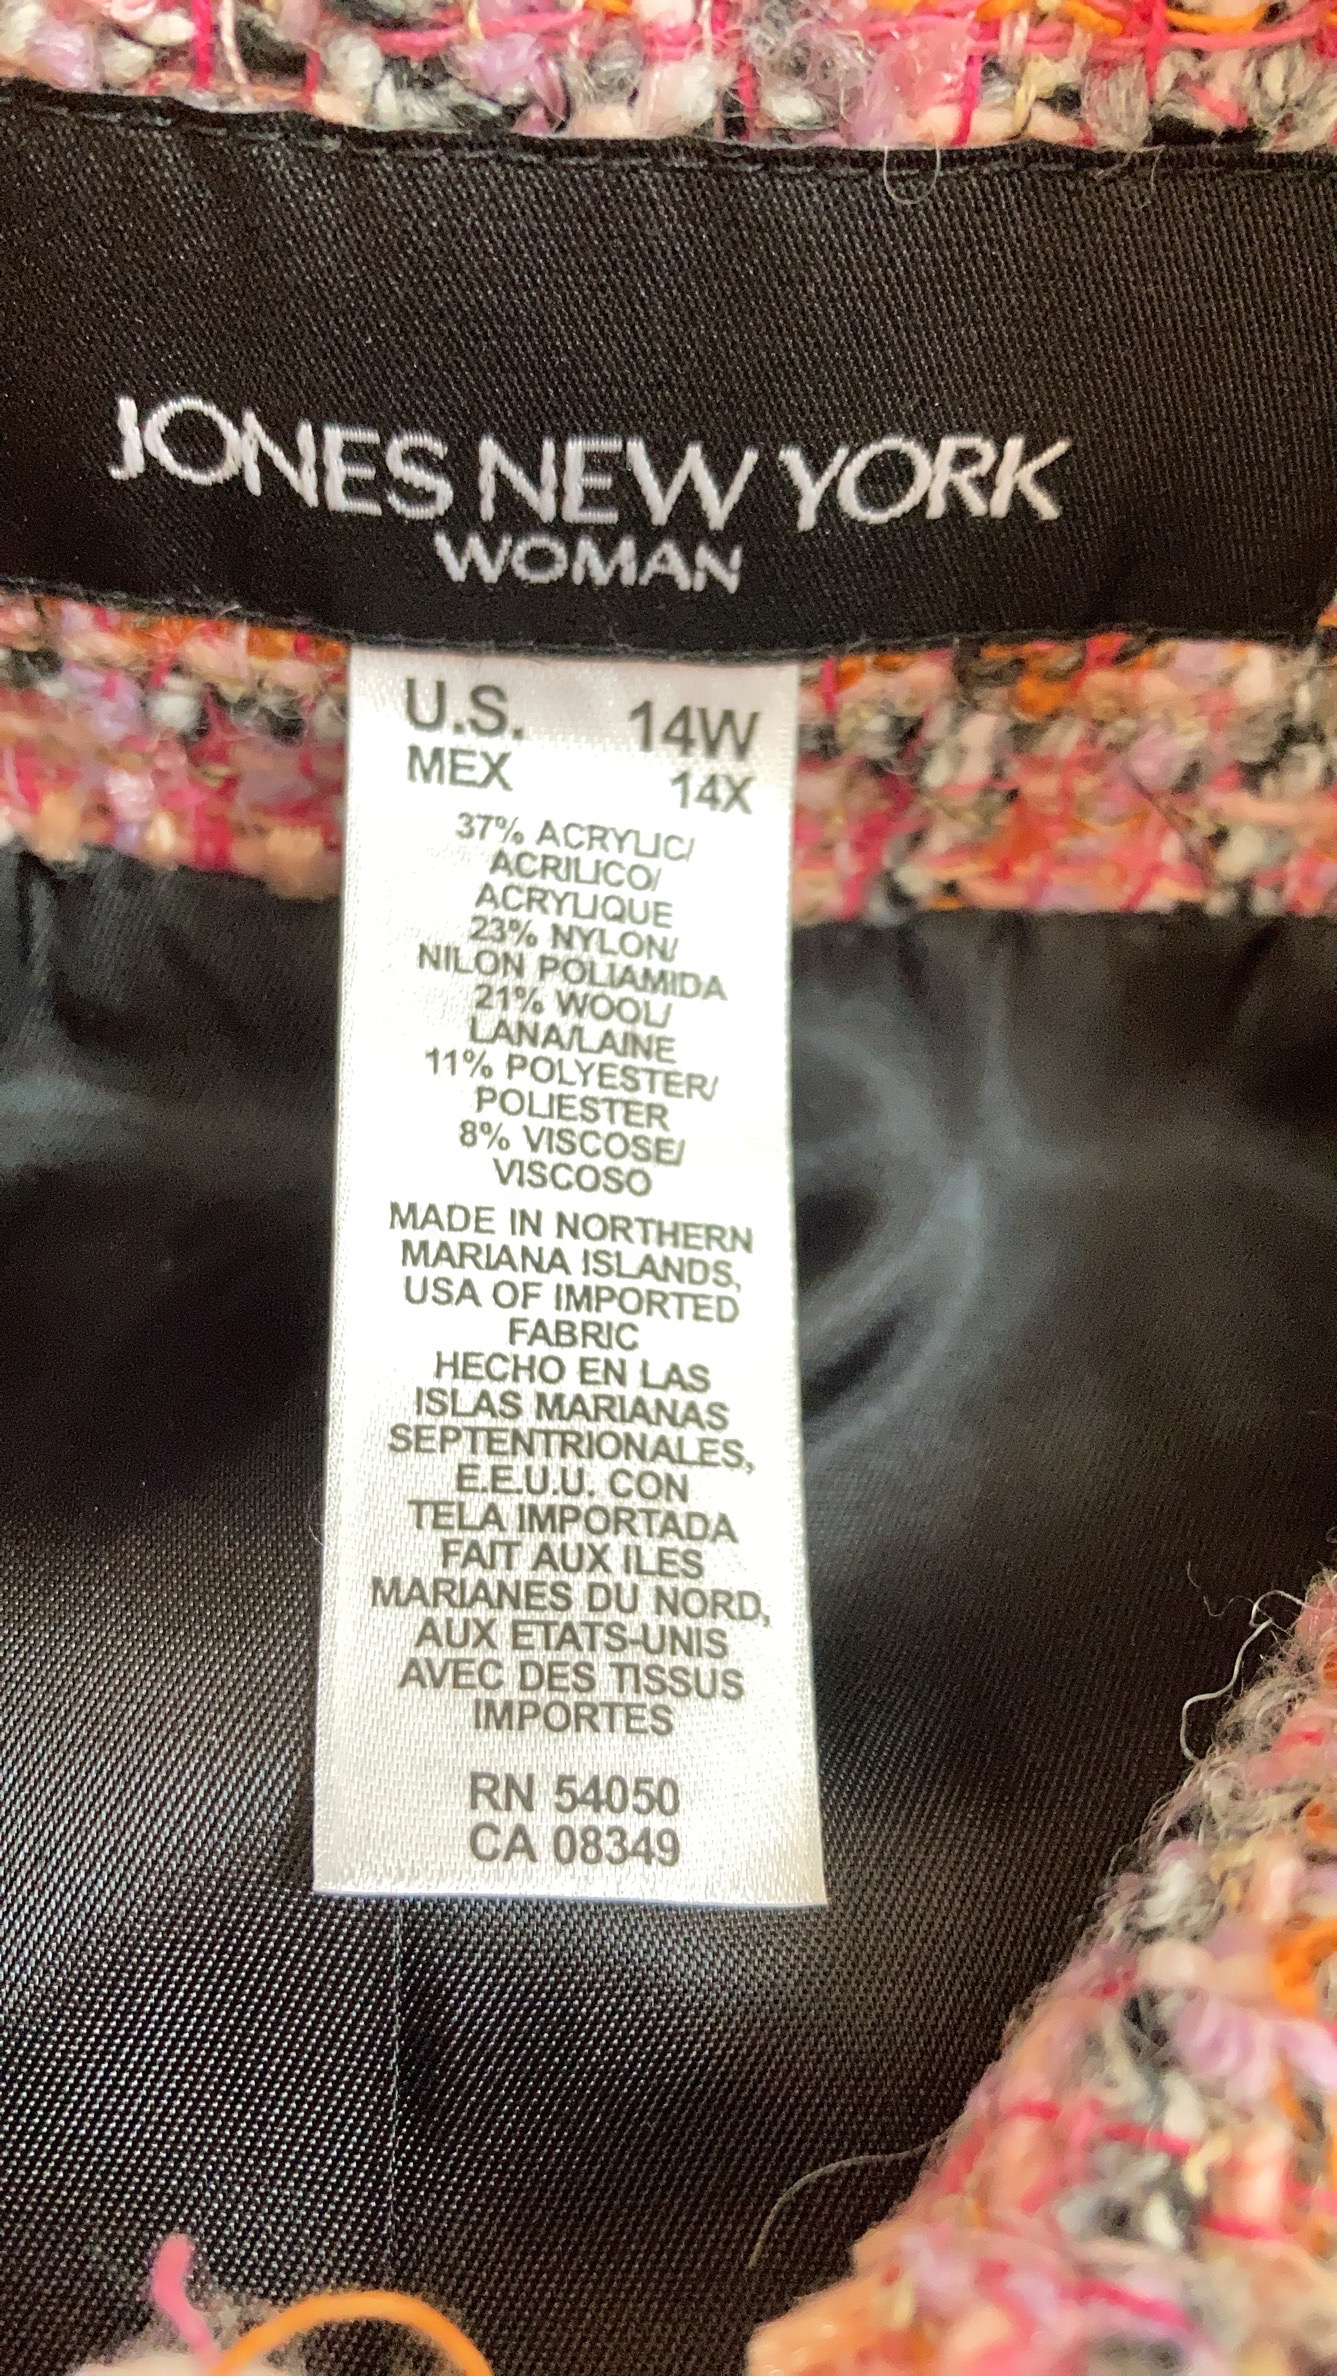 JONES NEW YORK
WOMAN
U.S. 14W
MEX 14X
37% ACRYLIC/
ACRILICO/
ACRYLIQUE
23% NYLON/
NILON POLIAMIDA
21% WOOL/
LANA/LAINE
11% POLYESTER/
POLIESTER
8% VISCOSE/
VISCOSO
MADE IN NORTHERN
MARIANA ISLANDS,
USA OF IMPORTED
FABRIC
HECHO EN LAS
ISLAS MARIANAS
SEPTENTRIONALES,
E.E.U.U. CON
TELA IMPORTADA
FAIT AUX ILES
MARIANES DU NORD,
AUX ETATS-UNIS
AVEC DES TISSUS
IMPORTES
RN 54050
CA 08349